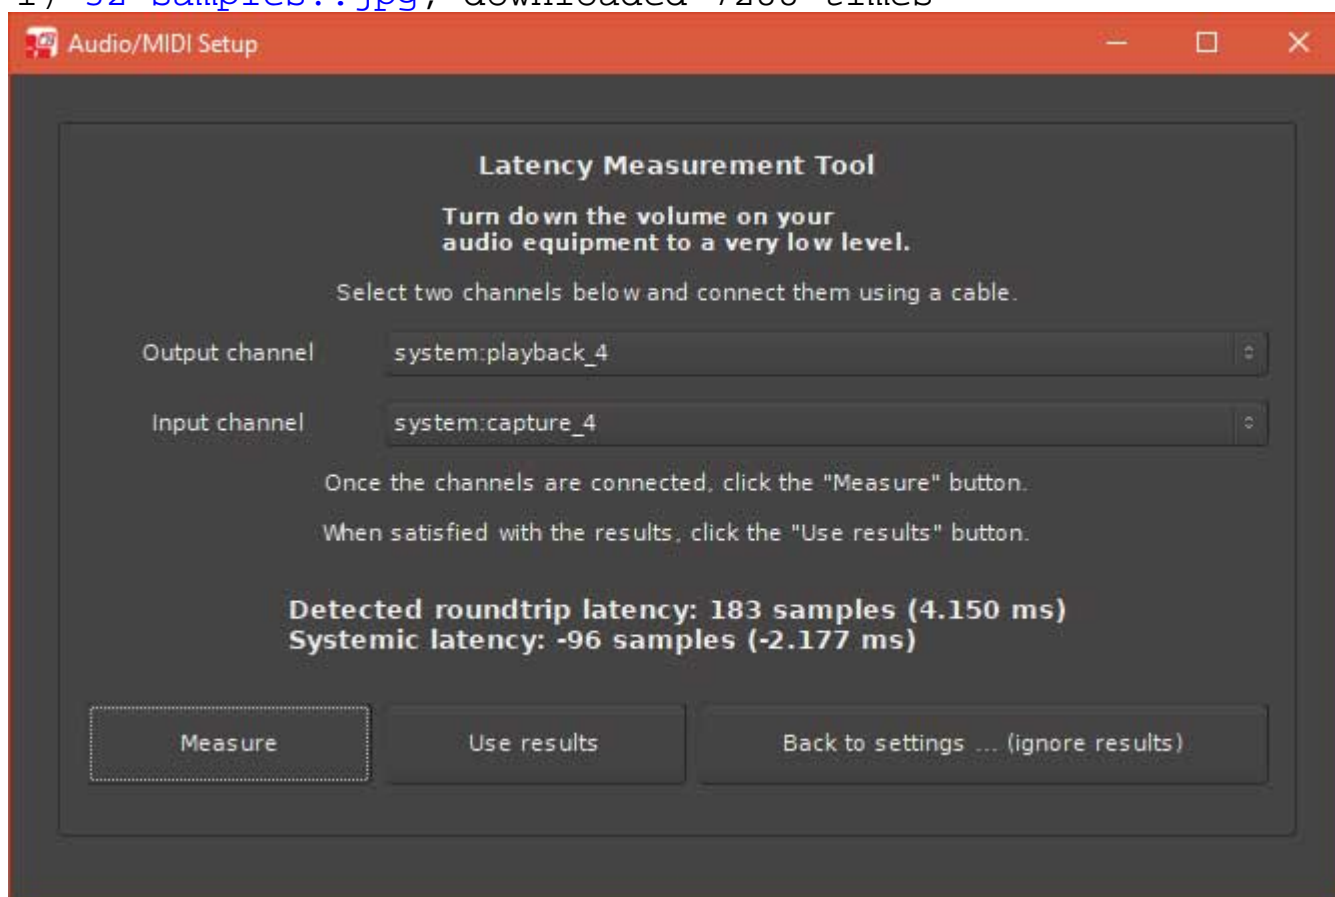 Audio/MIDI Setup
Latency Measurement Tool
Turn down the volume on your
audio equipment to a very low level.
Select two channels below and connect them using a cable.
Output channel system:playback_4
Input channel system:capture_4
Once the channels are connected, click the "Measure" button.
When satisfied with the results, click the "Use results" button.
Detected roundtrip latency: 183 samples (4.150 ms)
Systemic latency: -96 samples (-2.177 ms)
Measure Use results Back to settings ... (ignore results)